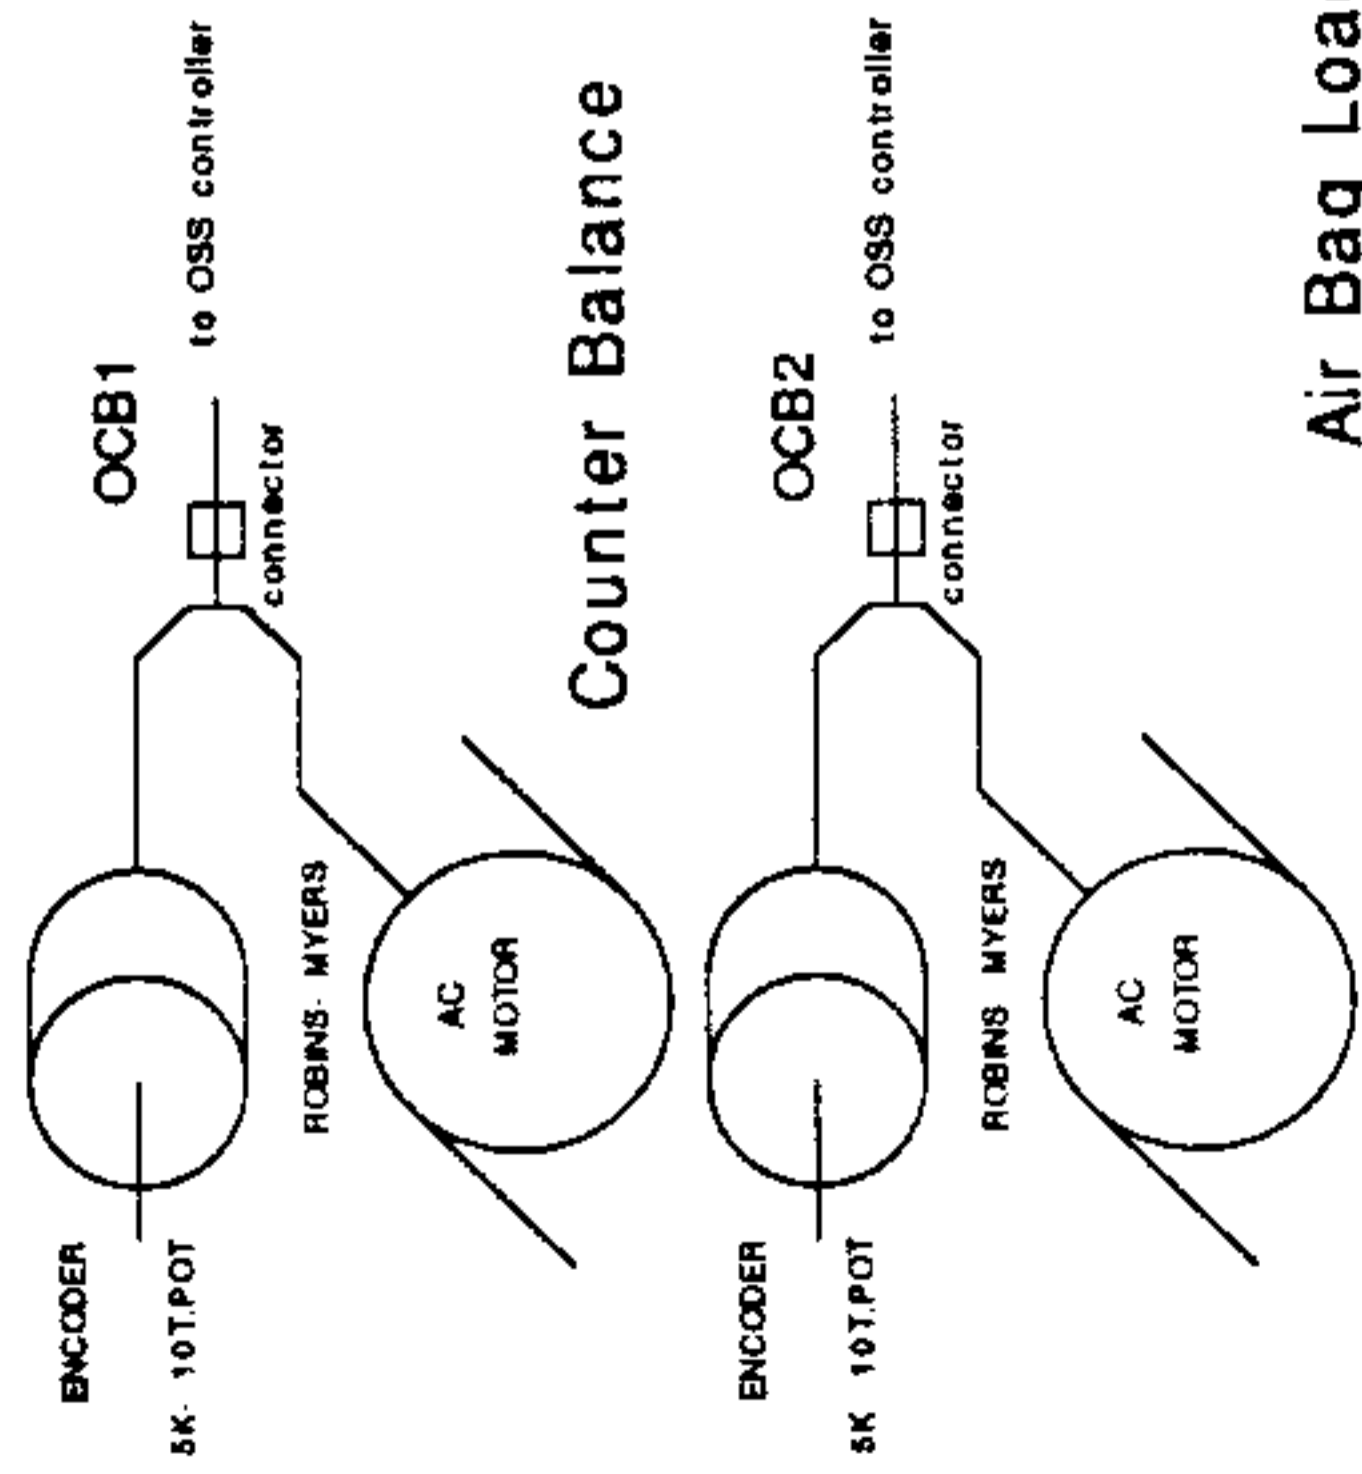 OCB1
to OSS controller
connector
ENCODER
5K- 10T.POT
ROBINS- MYERS
AC
MOTOR
Counter Balance
OCB2
to OSS controller
connector
ENCODER
5K 10T.POT
ROBINS MYERS
AC
MOTOR
Air Bag